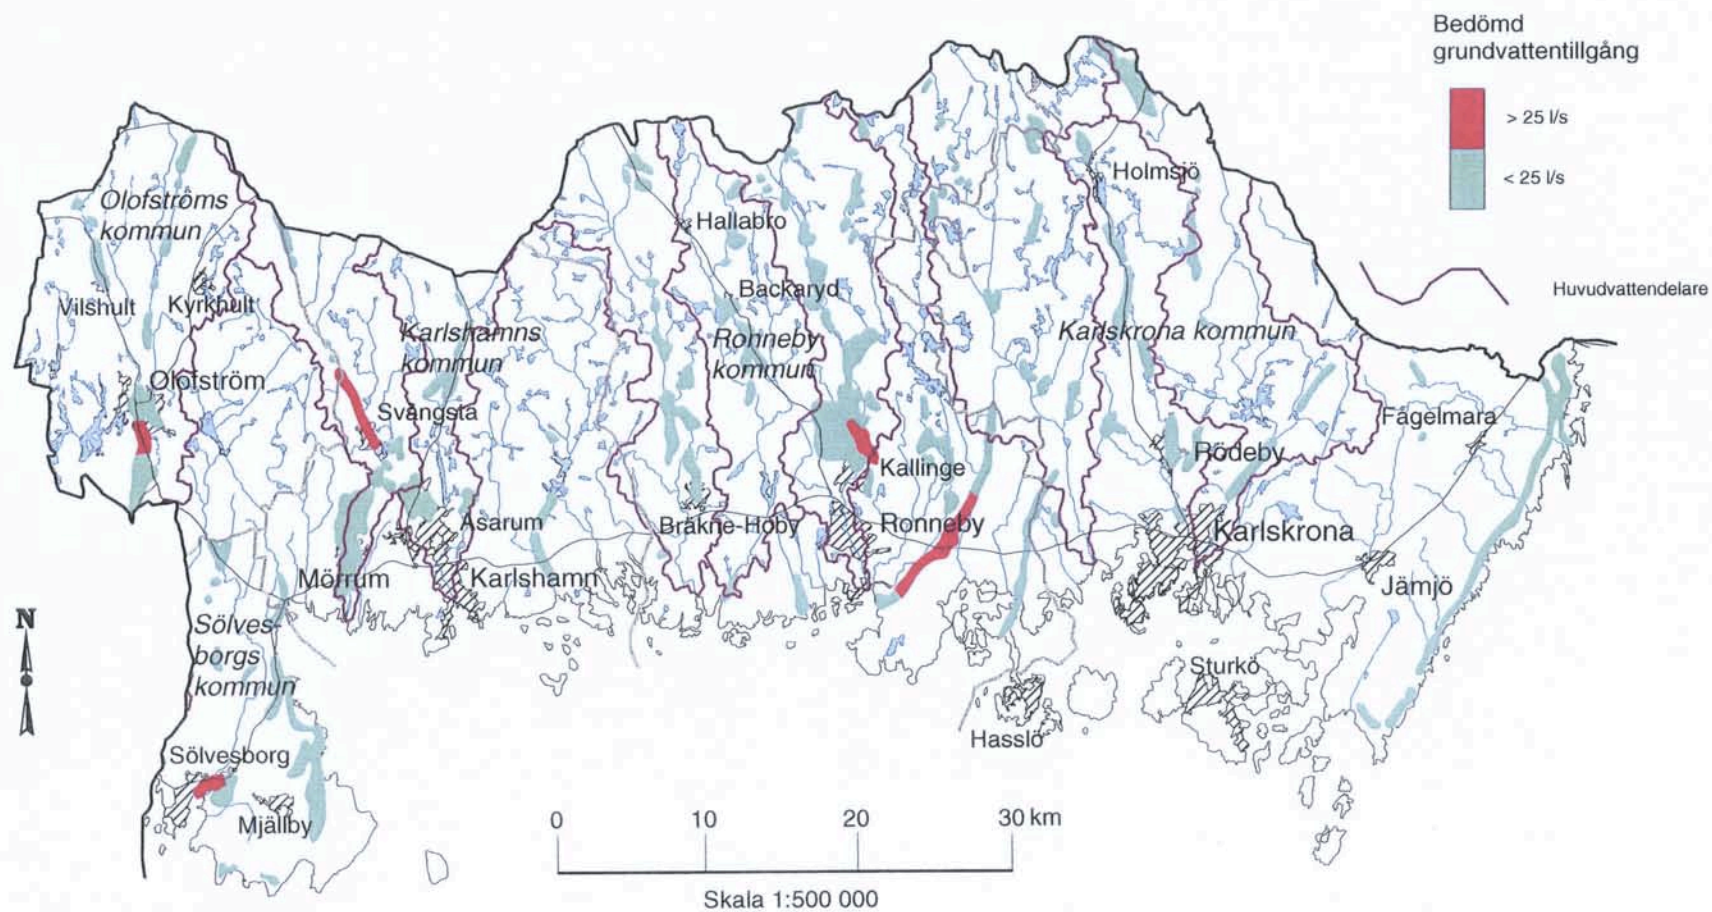 Bedömd
grundvattentillgång
> 25 l/s
< 25 l/s
Huvudvattendelare
Holmsjö
Olofströms
kommun
Hallabro
Vilshult
Kyrkhult
Backaryd
Karlshamns
kommun
Ronneby
kommun
Karlskrona kommun
Olofström
Svängsta
Fågelmara
Kallinge
Rödeby
Asarum
Bräkne-Hoby
Ronneby
Karlskrona
Mörrum
Karlshamn
Jämjö
N
Sölves-
borgs
kommun
Sturkö
Hasslö
Sölvesborg
Mjällby
0 10 20 30 km
Skala 1:500 000